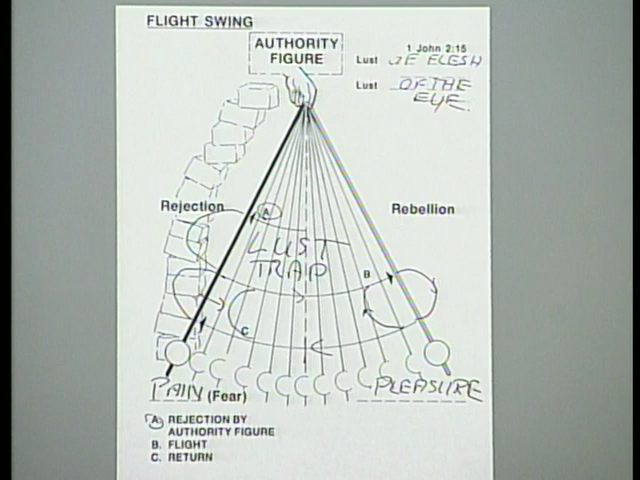 FLIGHT SWING
AUTHORITY
FIGURE
1 John 2:15
Lust OF FLESH
Lust OF THE
EYE.
Rejection
A
Rebellion
LUST
TRAP
B
C
PAIN (Fear)
PLEASURE
A. REJECTION BY
AUTHORITY FIGURE
B. FLIGHT
C. RETURN